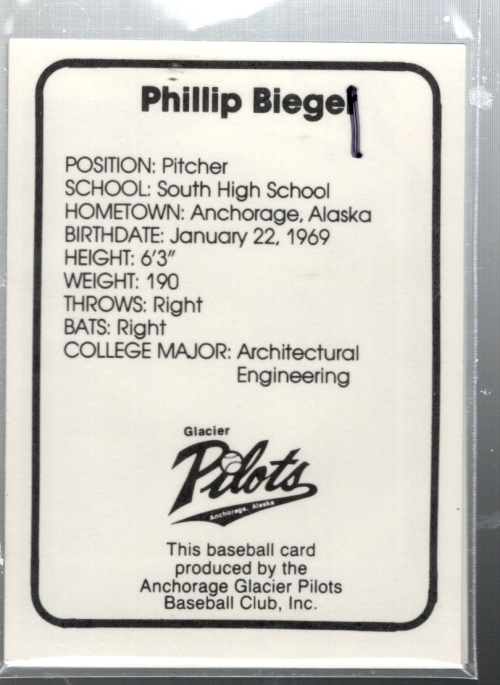 Phillip Biegel
POSITION: Pitcher
SCHOOL: South High School
HOMETOWN: Anchorage, Alaska
BIRTHDATE: January 22, 1969
HEIGHT: 6'3"
WEIGHT: 190
THROWS: Right
BATS: Right
COLLEGE MAJOR: Architectural
Engineering
Glacier
Pilots
Anchorage, Alaska
This baseball card
produced by the
Anchorage Glacier Pilots
Baseball Club, Inc.